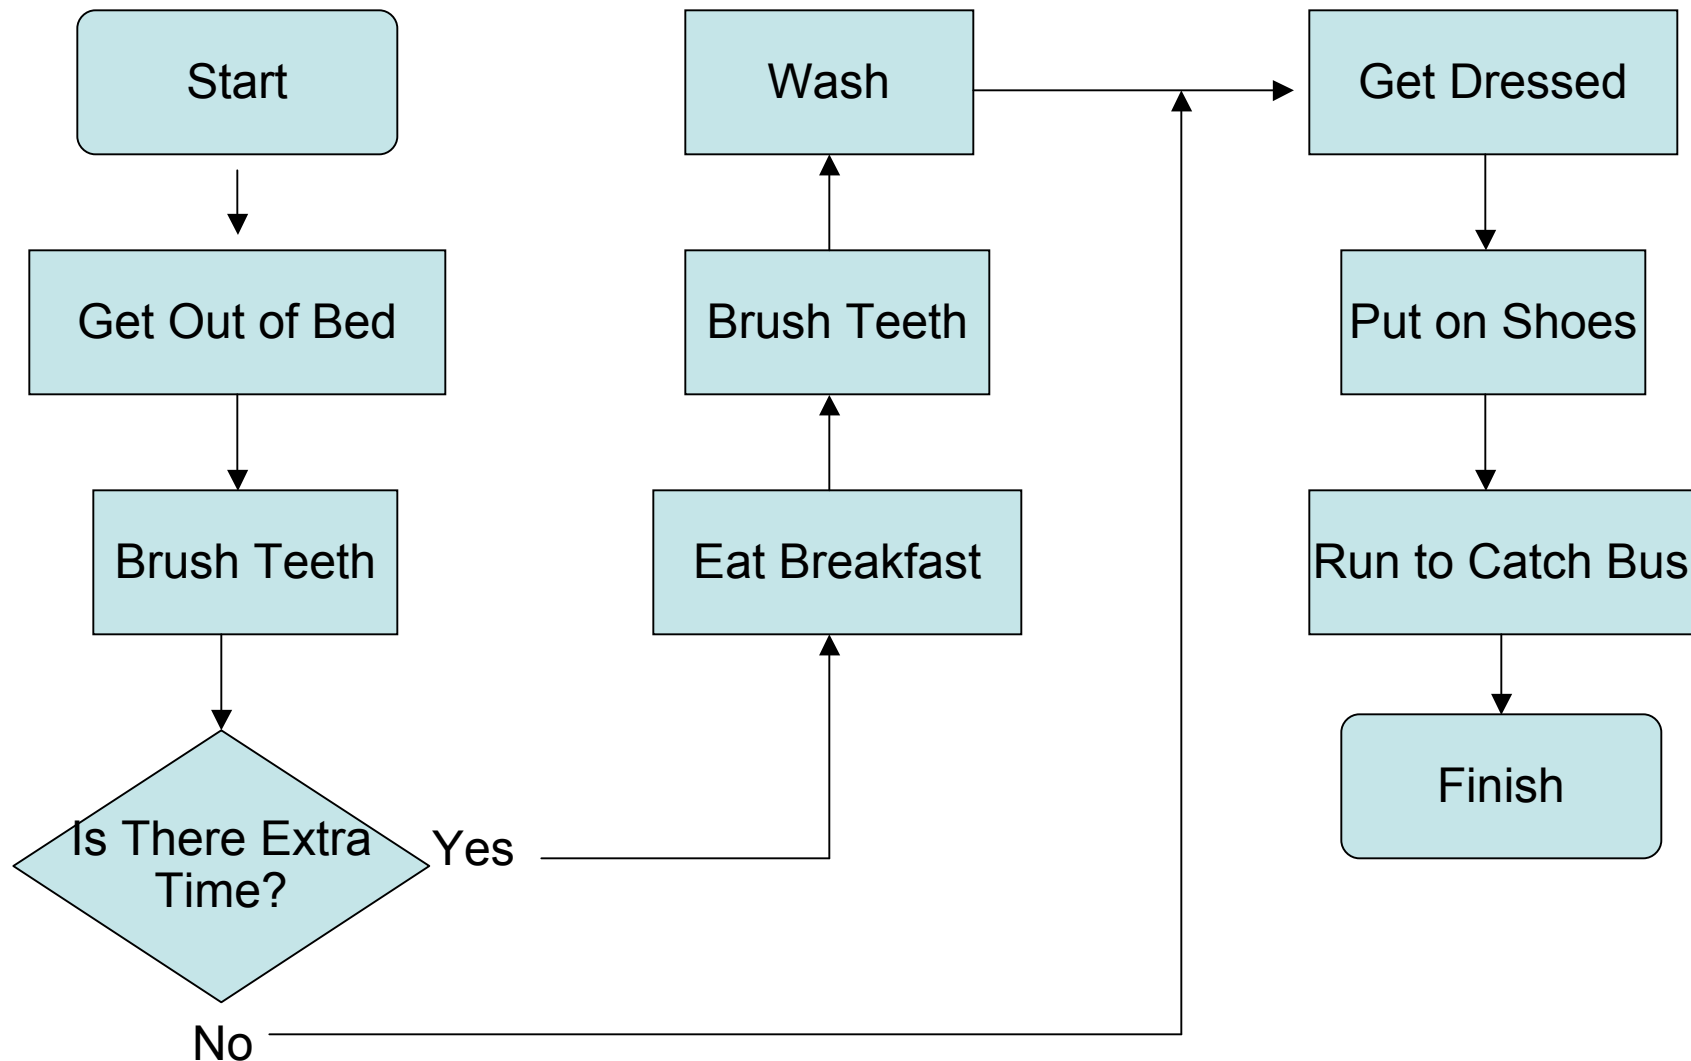 Start
Get Out of Bed
Brush Teeth
Is There Extra
Time?
Yes
No
Eat Breakfast
Brush Teeth
Wash
Get Dressed
Put on Shoes
Run to Catch Bus
Finish